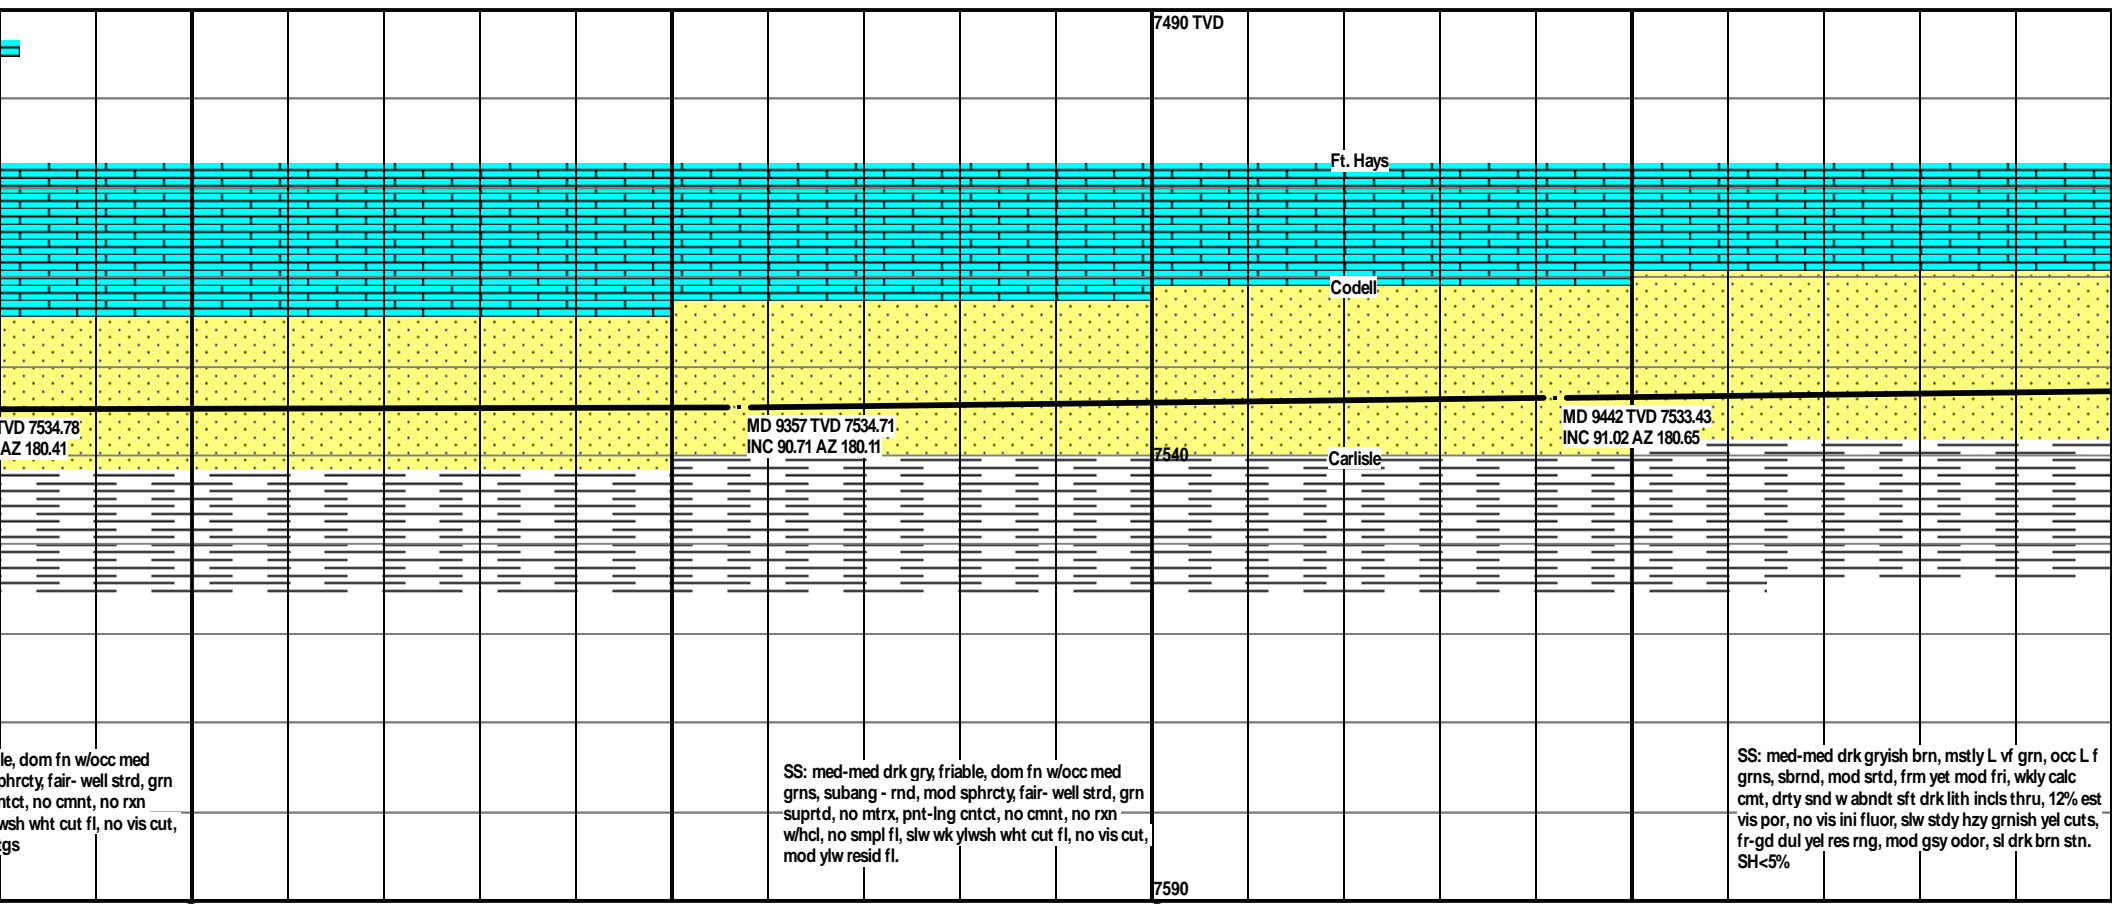 7490 TVD
Ft. Hays
Codell
TVD 7534.78
AZ 180.41
MD 9357 TVD 7534.71
INC 90.71 AZ 180.11
MD 9442 TVD 7533.43
INC 91.02 AZ 180.65
7540
Carlisle
le, dom fn w/occ med
phrcty, fair- well strd, grn
ntct, no cmnt, no rxn
wsh wht cut fl, no vis cut,
tgs
SS: med-med drk gry, friable, dom fn w/occ med
grns, subang - rnd, mod sphrcty, fair- well strd, grn
suprtd, no mtrx, pnt-lng cntct, no cmnt, no rxn
w/hcl, no smpl fl, slw wk ylwsh wht cut fl, no vis cut,
mod ylw resid fl.
SS: med-med drk gryish brn, mstly L vf grn, occ L f
grns, sbrnd, mod srtd, frm yet mod fri, wkly calc
cmt, drty snd w abndt sft drk lith incls thru, 12% est
vis por, no vis ini fluor, slw stdy hzy grnish yel cuts,
fr-gd dul yel res rng, mod gsy odor, sl drk brn stn.
SH<5%
7590